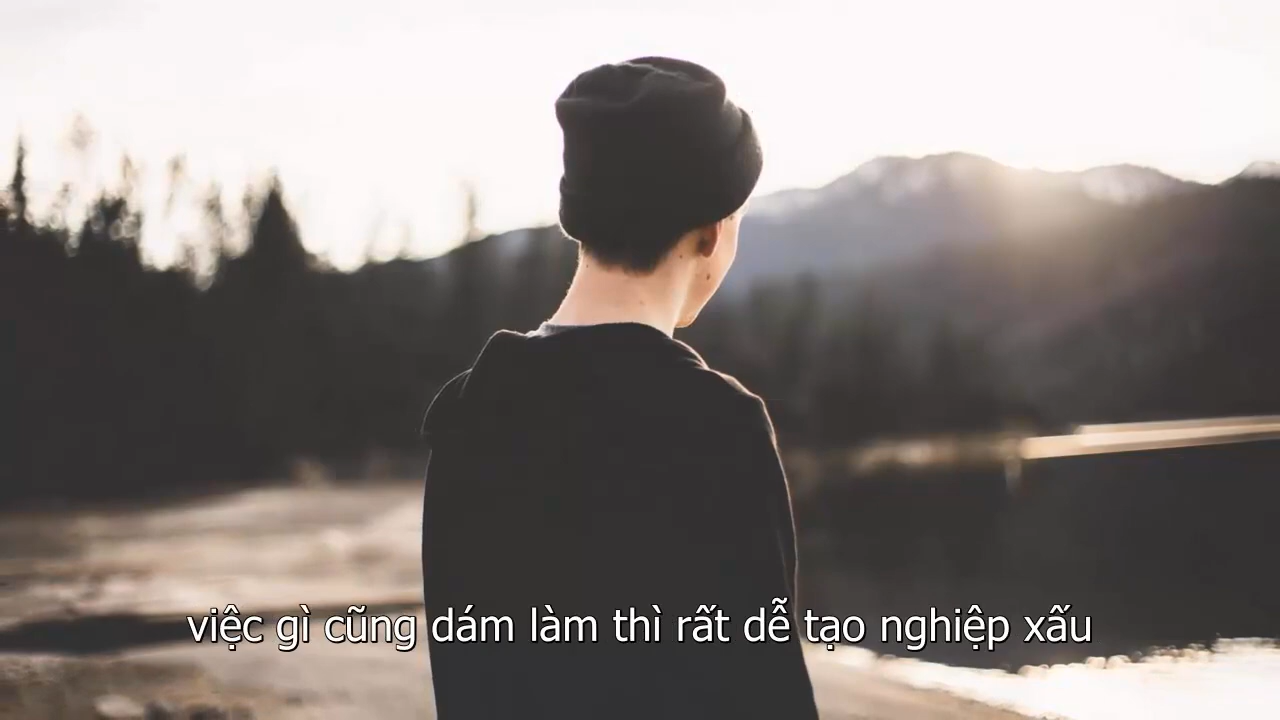 việc gì cũng dám làm thì rất dễ tạo nghiệp xấu